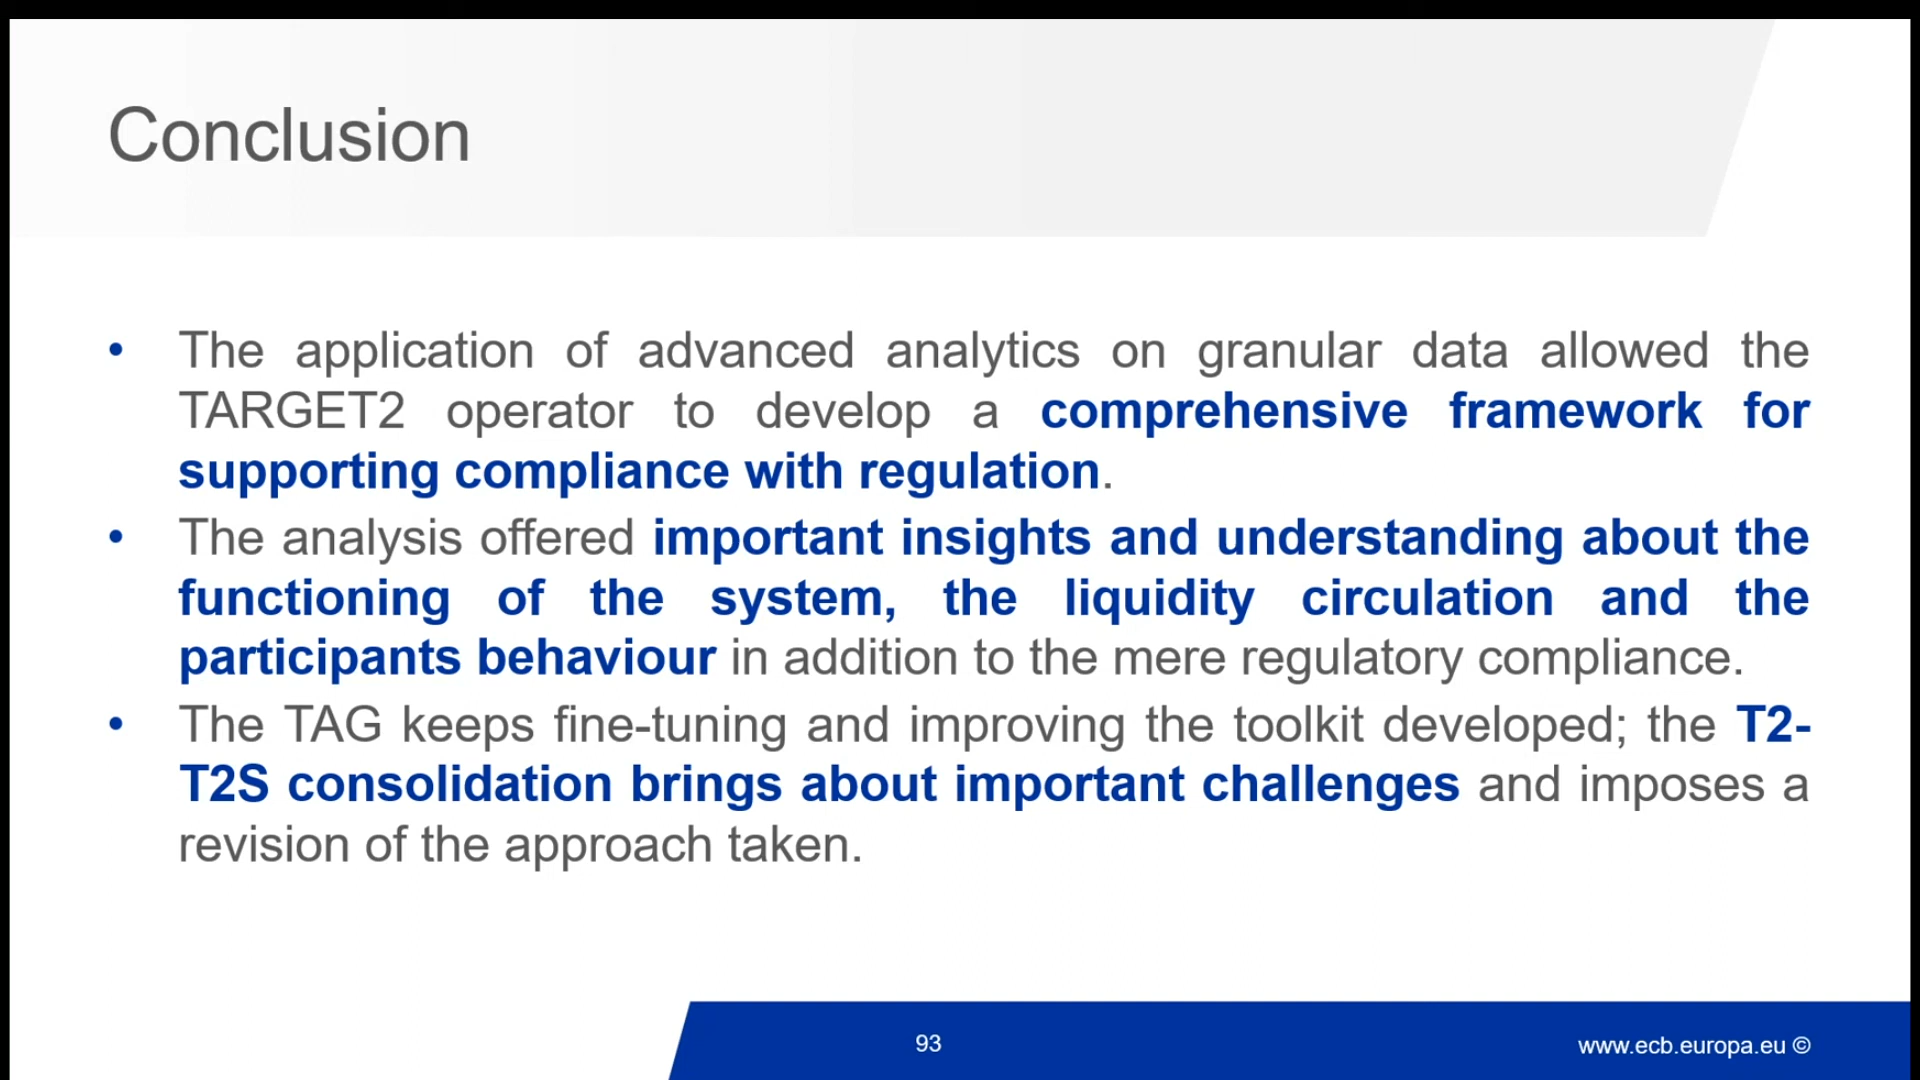 Conclusion
• The application of advanced analytics on granular data allowed the
TARGET2 operator to develop a comprehensive framework for
supporting compliance with regulation.
• The analysis offered important insights and understanding about the
functioning of the system, the liquidity circulation and the
participants behaviour in addition to the mere regulatory compliance.
• The TAG keeps fine-tuning and improving the toolkit developed; the T2-
T2S consolidation brings about important challenges and imposes a
revision of the approach taken.
93
www.ecb.europa.eu ©